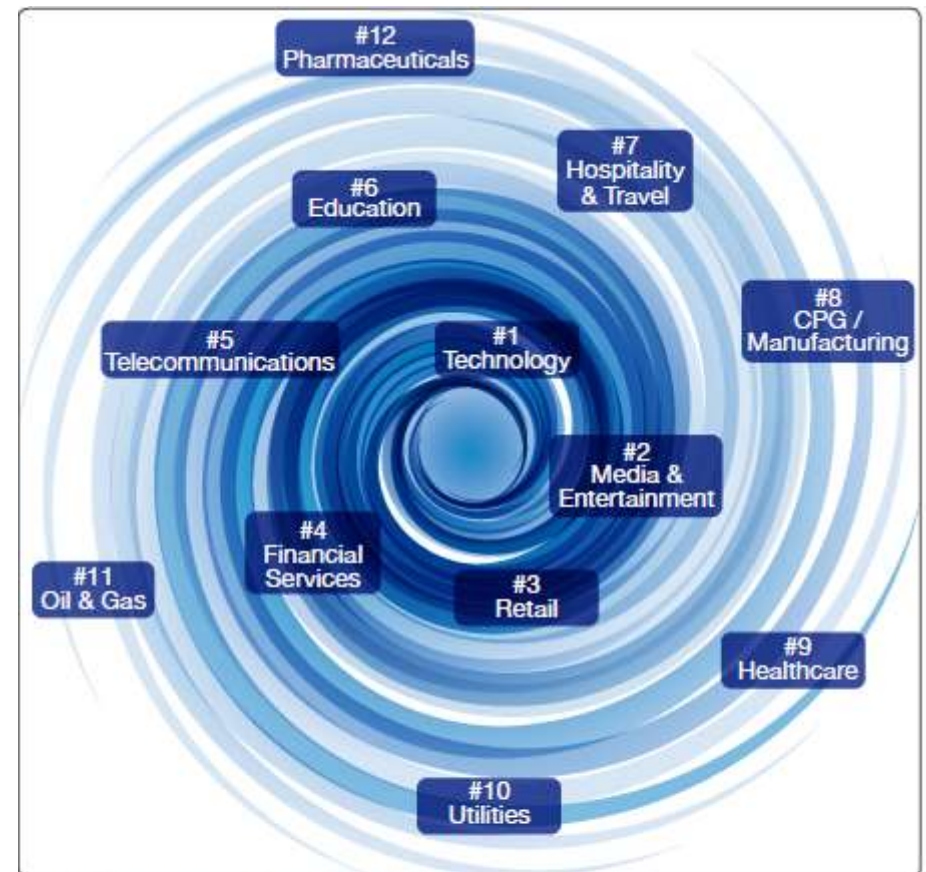 #12
Pharmaceuticals
#7
Hospitality
& Travel
#6
Education
#8
CPG /
Manufacturing
#5
Telecommunications
#1
Technology
#2
Media &
Entertainment
#4
Financial
Services
#3
Retail
#11
Oil & Gas
#9
Healthcare
#10
Utilities